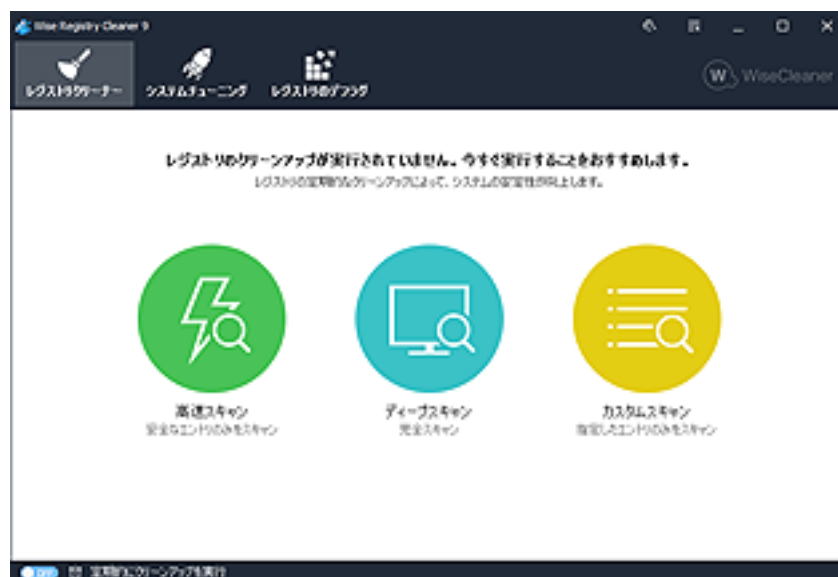 Wise Registry Cleaner 9
レジストリクリーナー
システムチューニング
レジストリのデフラグ
WiseCleaner
レジストリのクリーンアップが実行されていません。今すぐ実行することをおすすめします。
レジストリの定期的なクリーンアップによって、システムの安定性が向上します。
高速スキャン
安全なエントリのみをスキャン
ディープスキャン
完全スキャン
カスタムスキャン
指定したエントリのみをスキャン
OFF
定期的にクリーンアップを実行